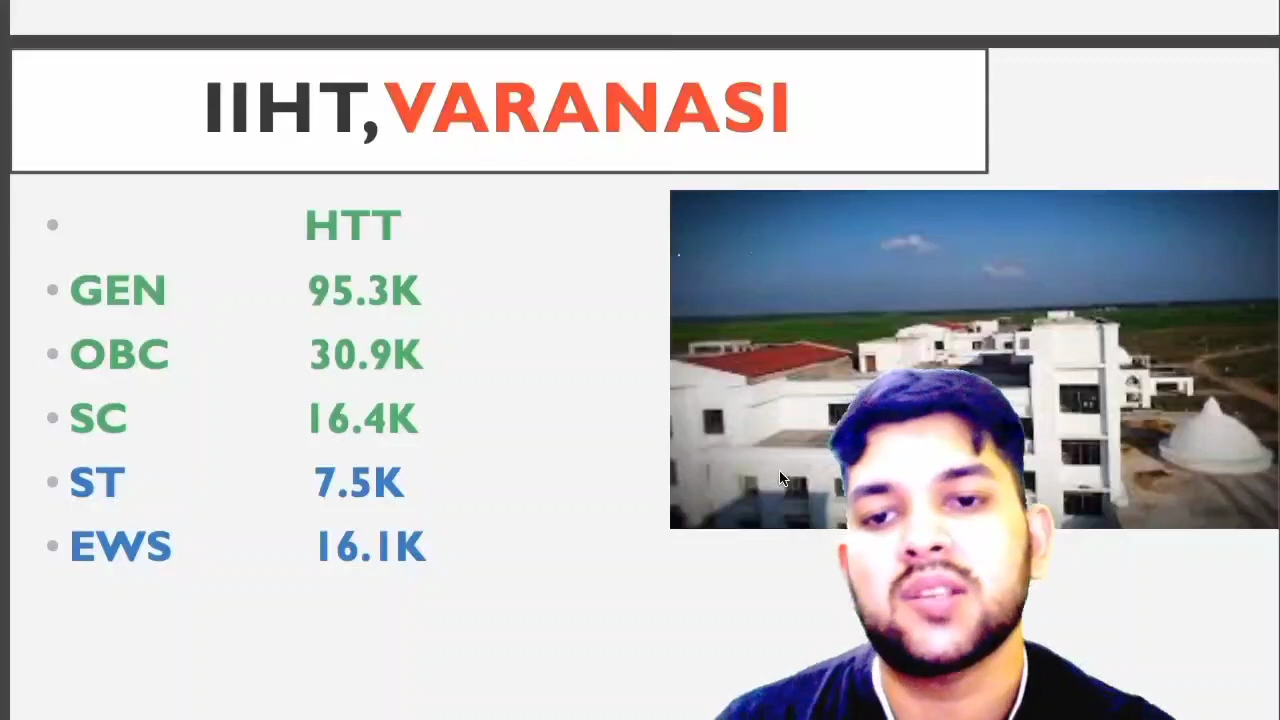 IIHT, VARANASI
HTT
GEN 95.3K
OBC 30.9K
SC 16.4K
ST 7.5K
EWS 16.1K